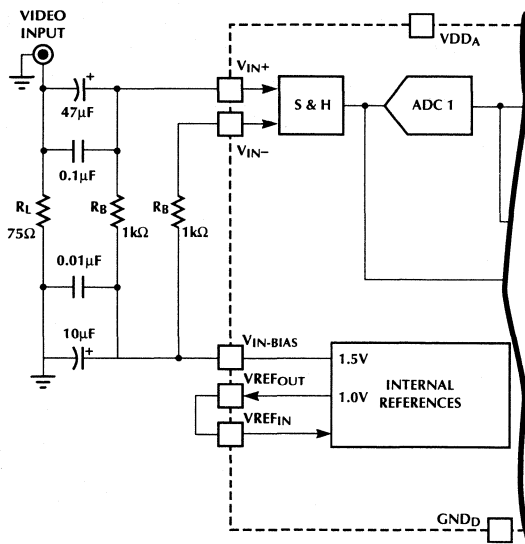 VIDEO
INPUT
VDDA
VIN+
47µF
+
S & H
ADC 1
VIN–
0.1µF
RL
75Ω
RB
1kΩ
RB
1kΩ
0.01µF
10µF
+
VIN-BIAS
1.5V
VREFOUT
1.0V
INTERNAL
REFERENCES
VREFIN
GNDD